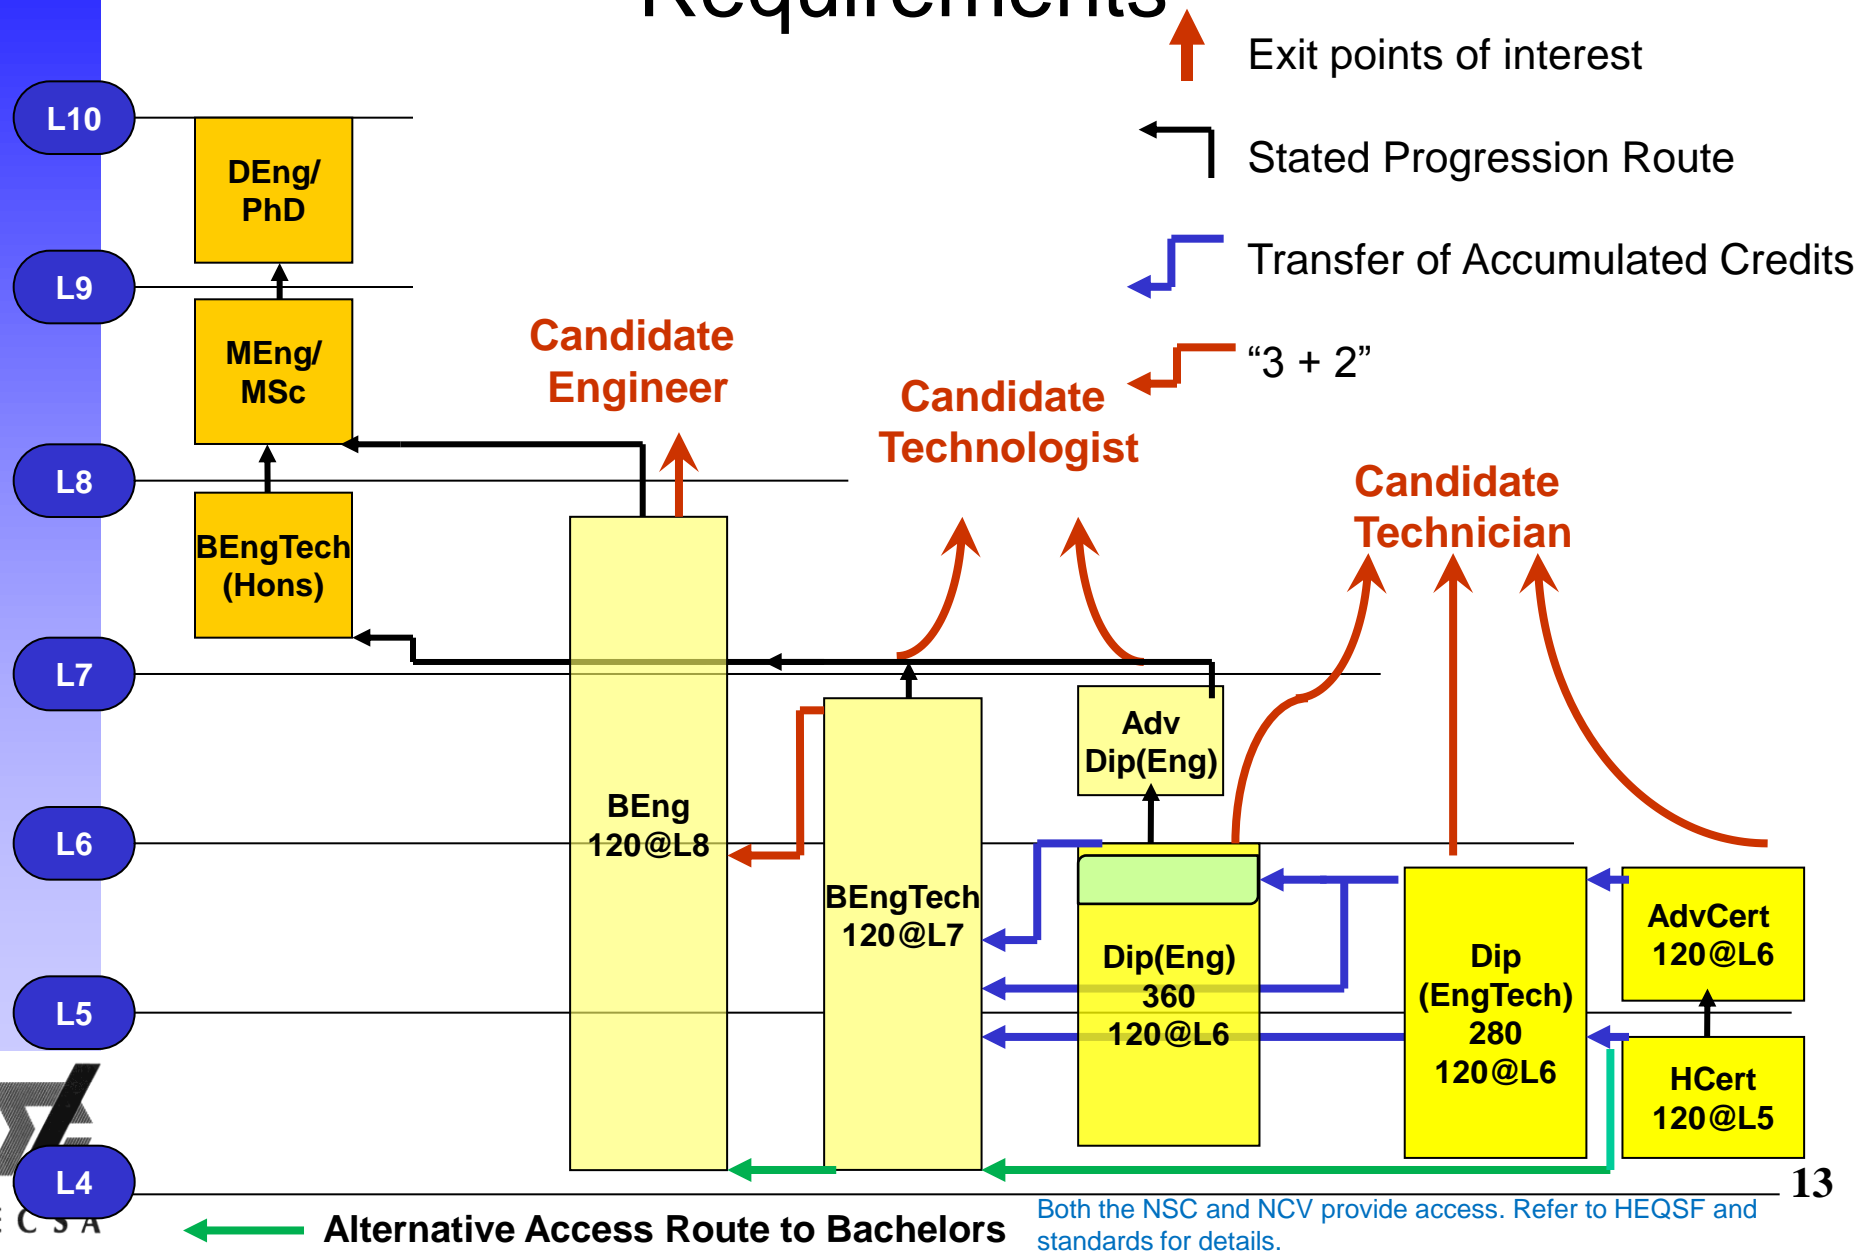 Requirements
Exit points of interest
Stated Progression Route
Transfer of Accumulated Credits
“3 + 2”
L10
L9
L8
L7
L6
L5
L4
DEng/
PhD
MEng/
MSc
BEngTech
(Hons)
Candidate
Engineer
Candidate
Technologist
Candidate
Technician
BEng
120@L8
BEngTech
120@L7
Adv
Dip(Eng)
Dip(Eng)
360
120@L6
Dip
(EngTech)
280
120@L6
AdvCert
120@L6
HCert
120@L5
13
E C S A
Alternative Access Route to Bachelors
Both the NSC and NCV provide access. Refer to HEQSF and
standards for details.